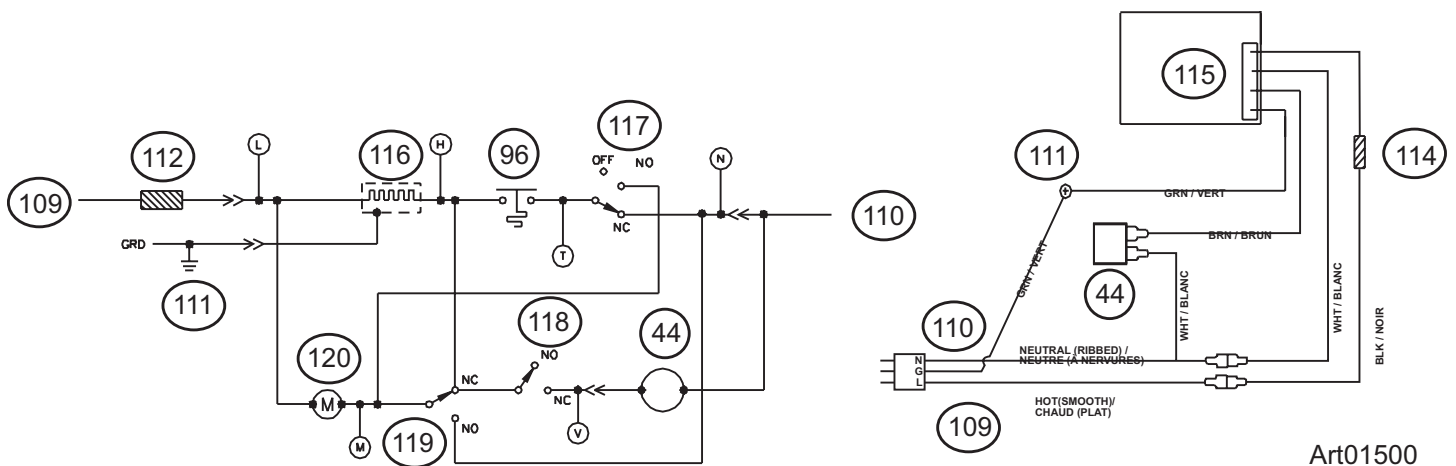 109
112
L
116
H
96
117
OFF
NO
NC
N
110
GRD
111
T
120
M
M
119
NC
NO
118
NO
NC
V
44
115
111
GRN / VERT
114
BRN / BRUN
44
GRN / VERT
WHT / BLANC
WHT / BLANC
BLK / NOIR
110
NEUTRAL (RIBBED) /
NEUTRE (À NERVURES)
N
G
L
HOT(SMOOTH)/
CHAUD (PLAT)
109
Art01500